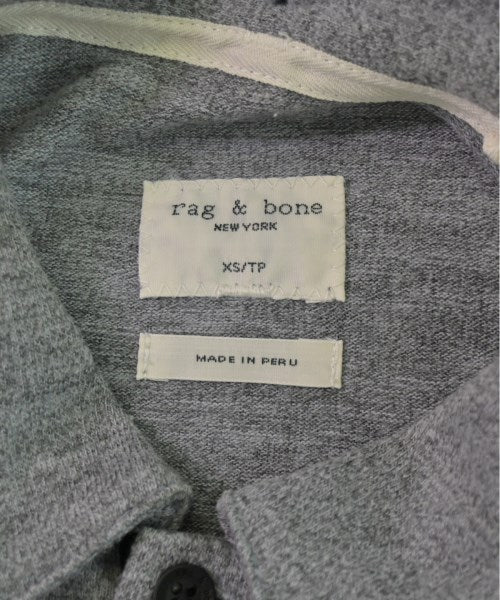 rag & bone
NEW YORK
XS/TP
MADE IN PERU